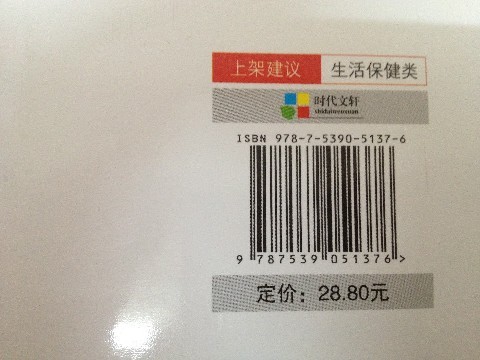 上架建议 生活保健类
时代文轩
shidaiwenxuan
ISBN 978-7-5390-5137-6
9 787539 051376 >
定价：28.80元